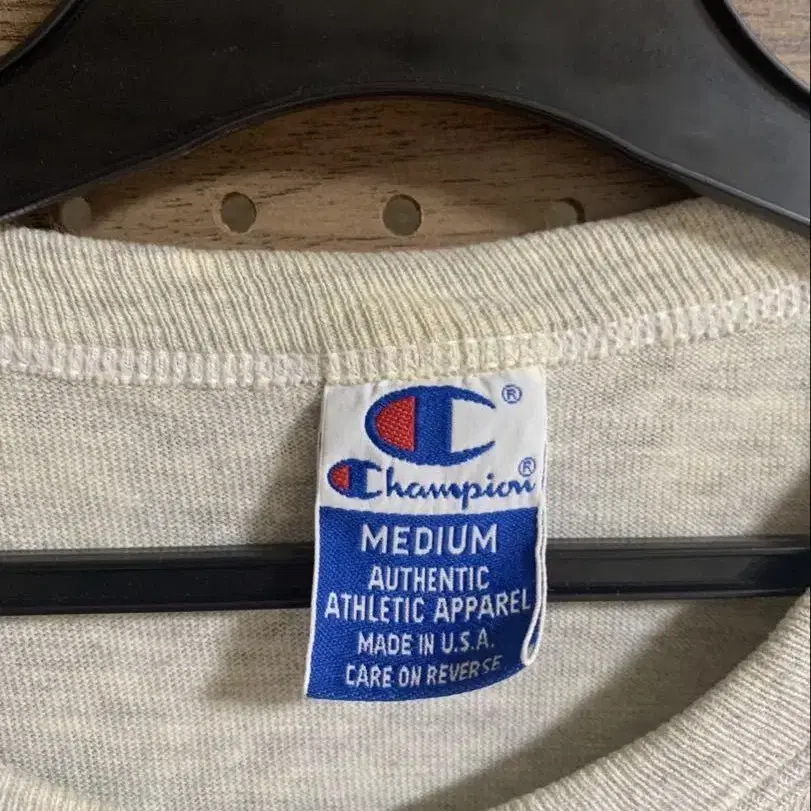 ®
Champion®
MEDIUM
AUTHENTIC
ATHLETIC APPAREL
MADE IN U.S.A.
CARE ON REVERSE